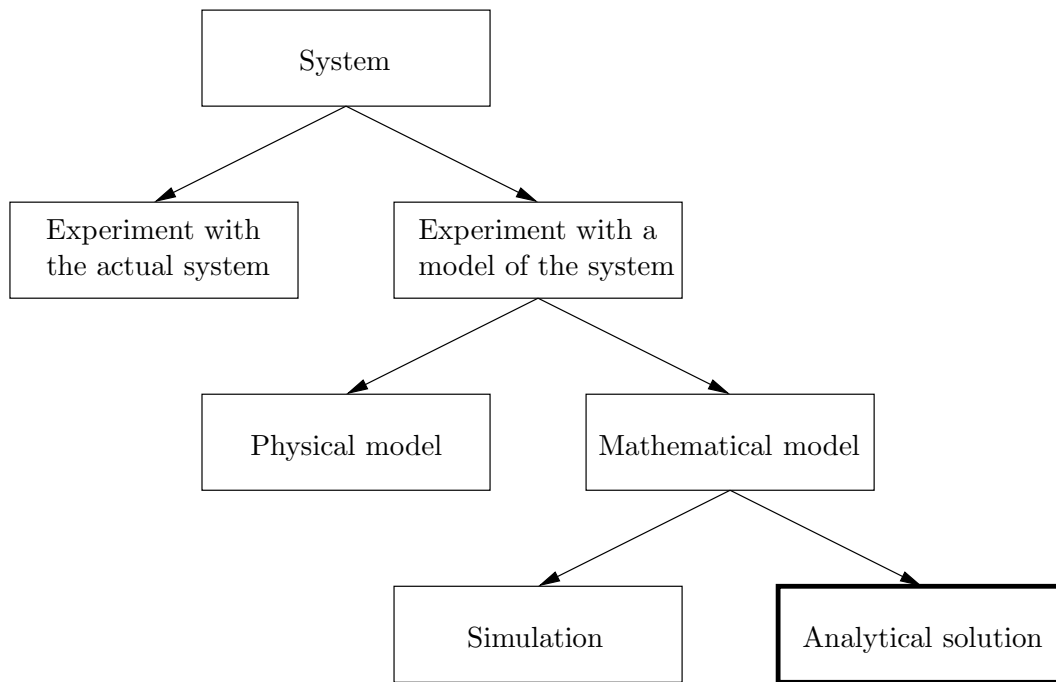 System
Experiment with
the actual system
Experiment with a
model of the system
Physical model
Mathematical model
Simulation
Analytical solution